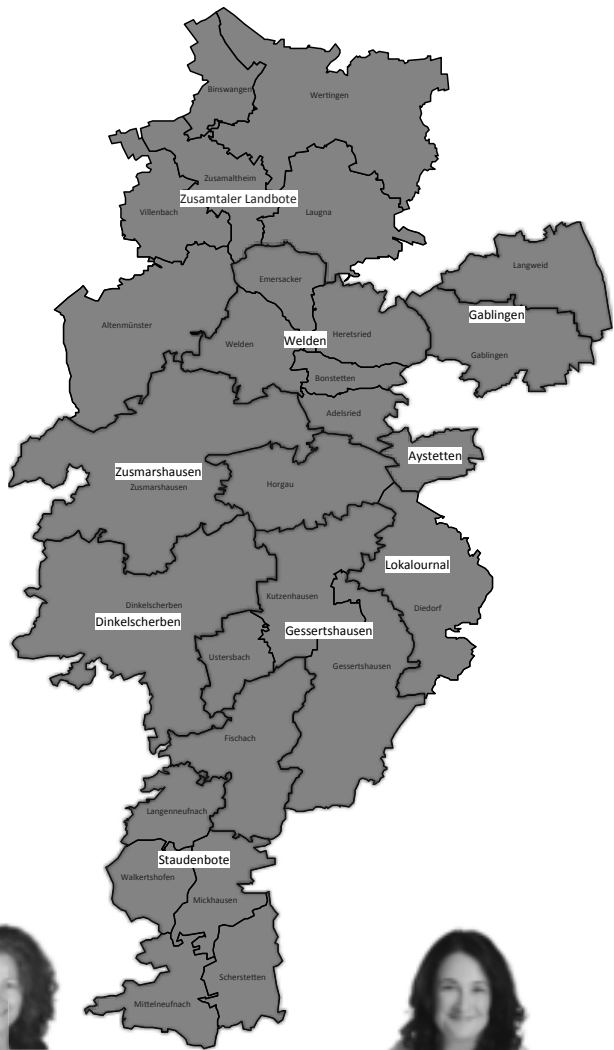 Binswangen
Wertingen
Zusamaltheim
Zusamtaler Landbote
Villenbach
Laugna
Langweid
Emersacker
Gablingen
Altenmünster
Heretsried
Welden
Welden
Gablingen
Bonstetten
Adelsried
Aystetten
Zusmarshausen
Zusmarshausen
Horgau
Lokalournal
Kutzenhausen
Dinkelscherben
Diedorf
Dinkelscherben
Gessertshausen
Ustersbach
Gessertshausen
Fischach
Langenneufnach
Staudenbote
Walkertshofen
Mickhausen
Scherstetten
Mittelneufnach